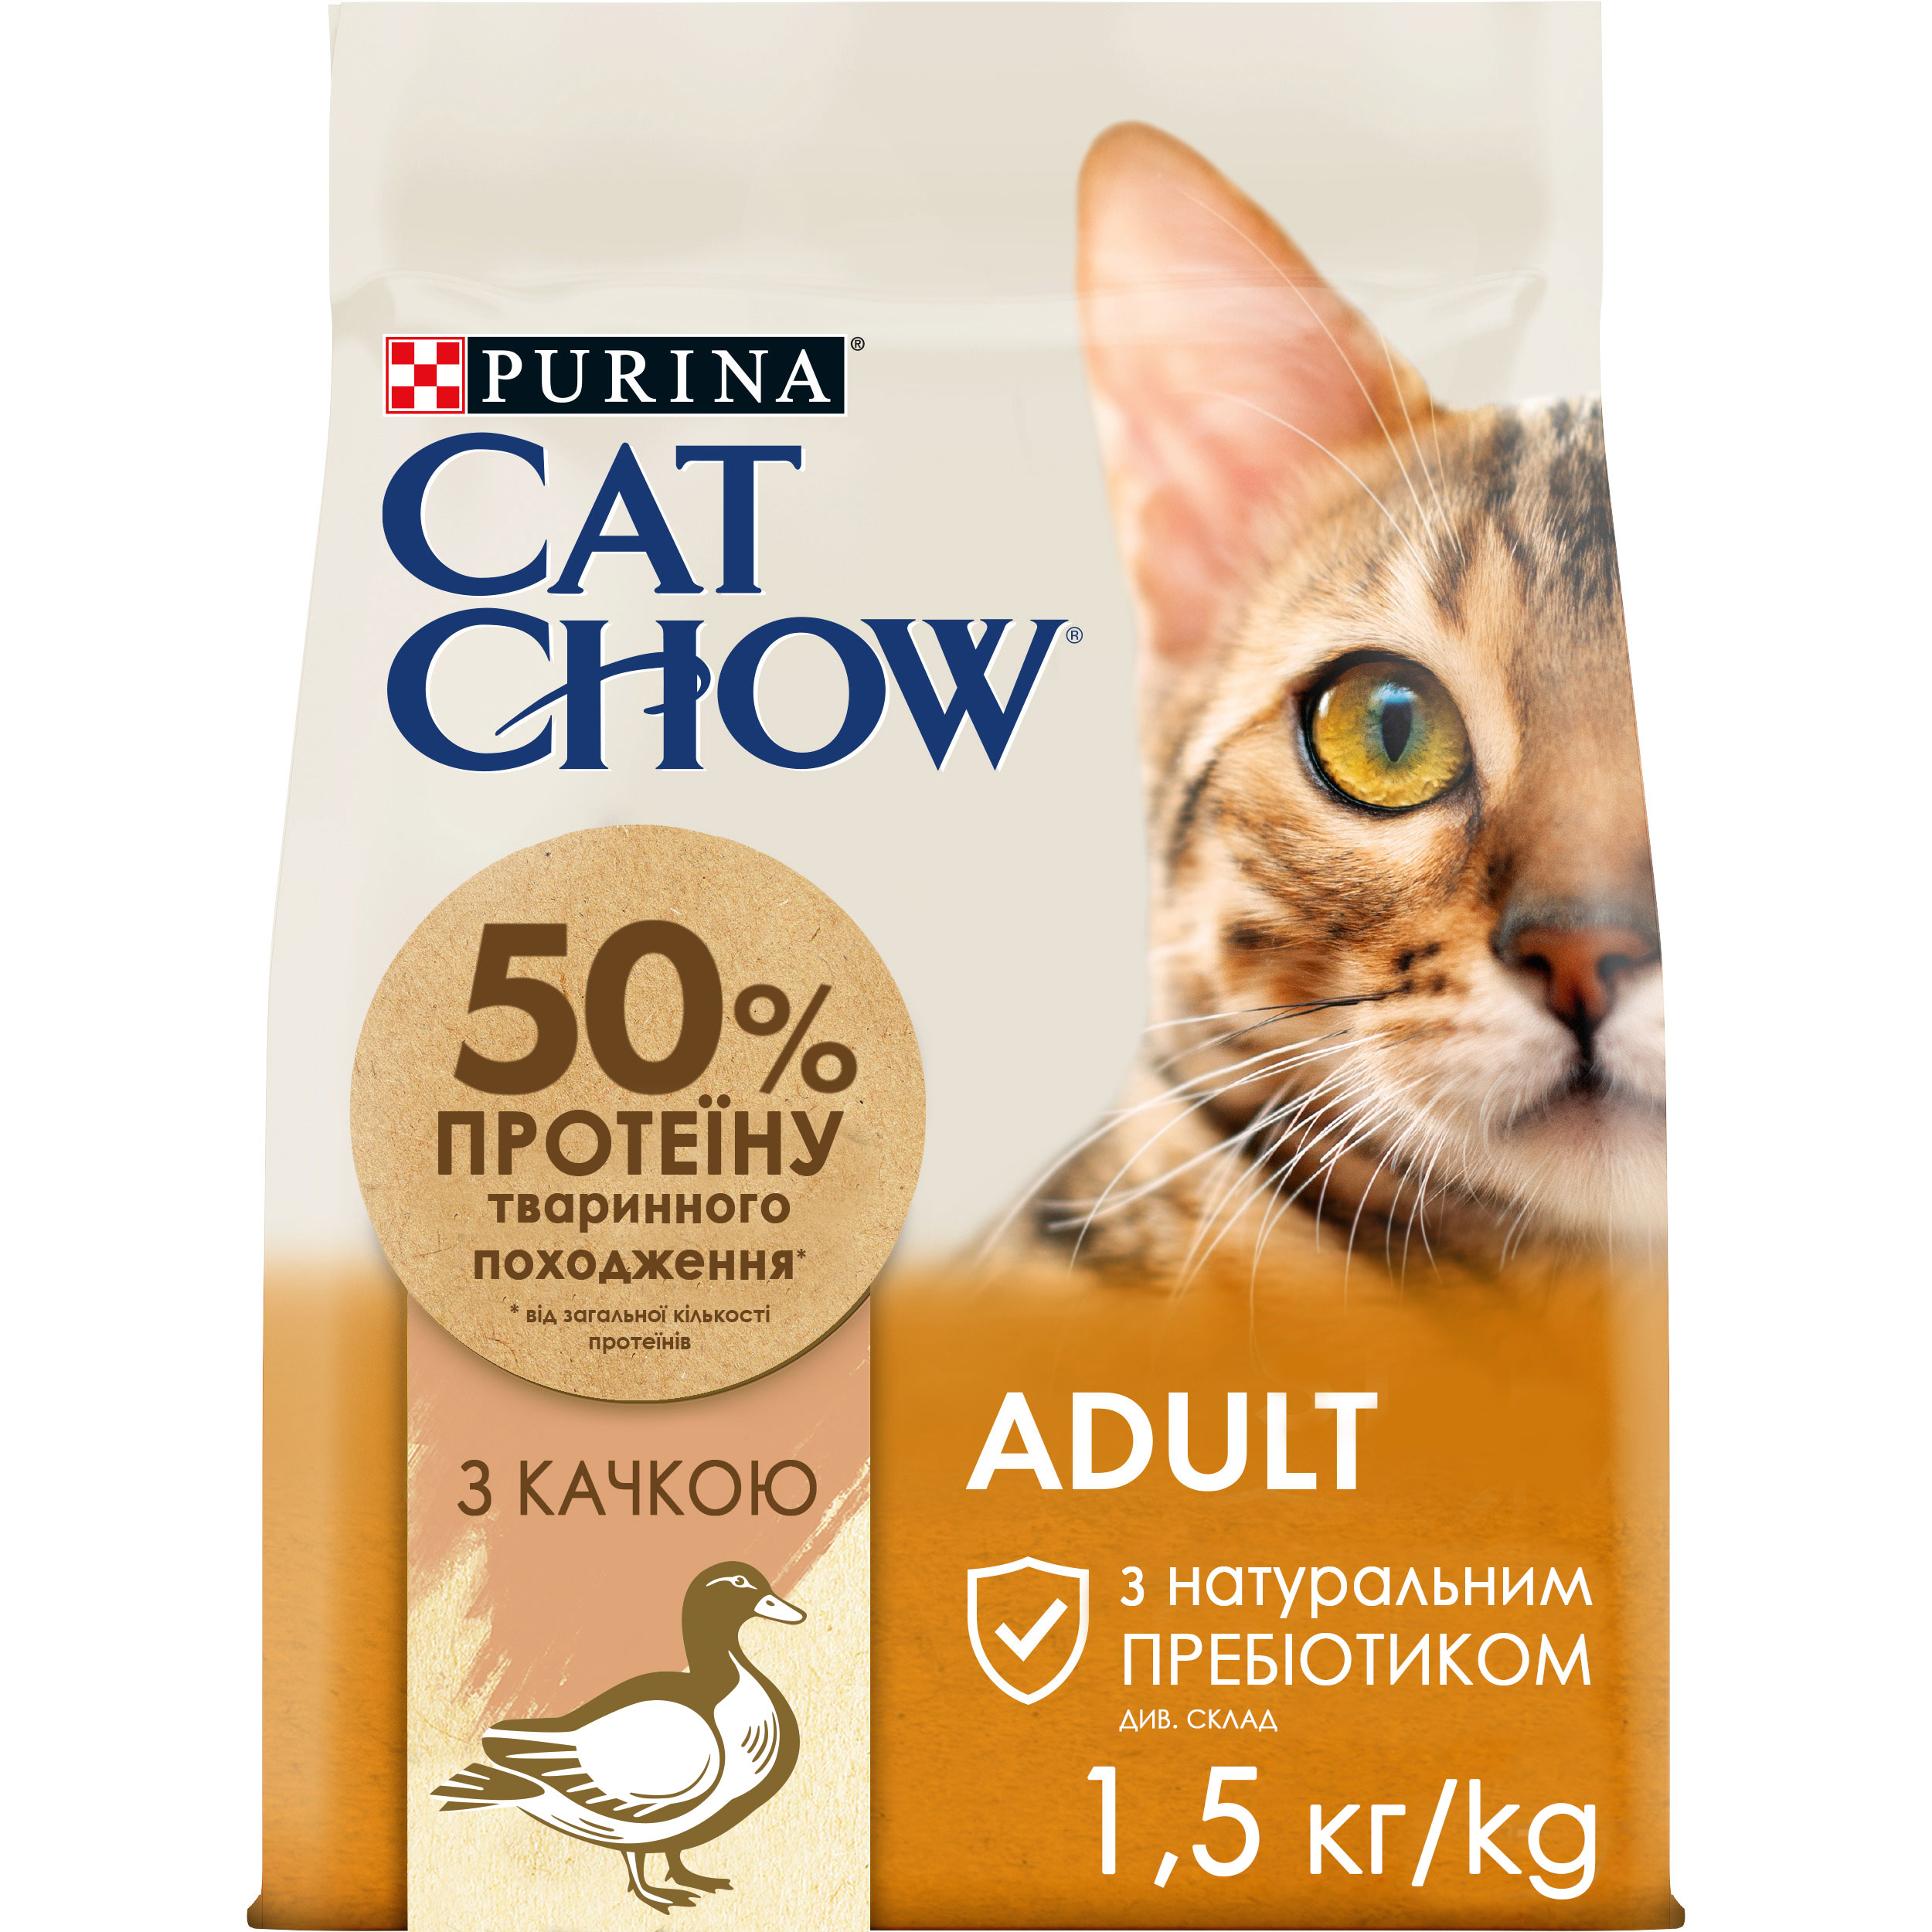 PURINA®
CAT
CHOW®
50%
ПРОТЕЇНУ
тваринного
походження*
* від загальної кількості
протеїнів
З КАЧКОЮ
ADULT
з натуральним
ПРЕБІОТИКОМ
ДИВ. СКЛАД
1,5 кг/kg